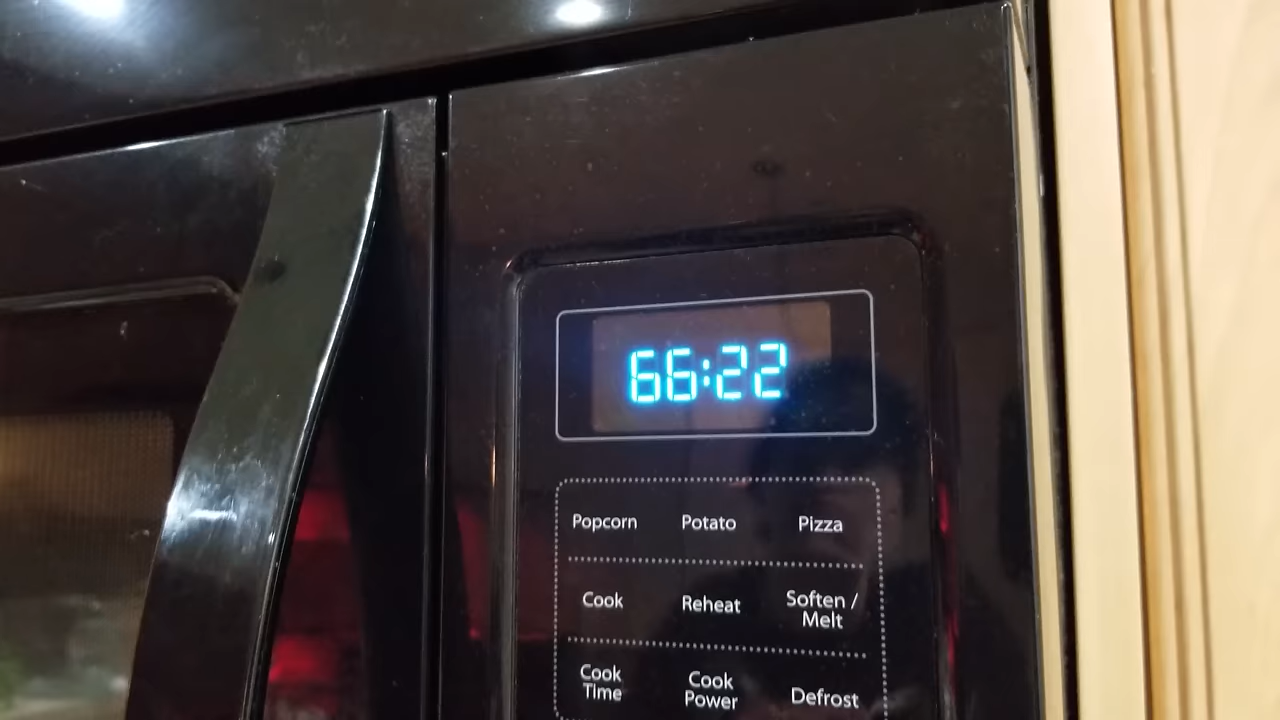 66:22
Popcorn Potato Pizza
Cook Reheat Soften / Melt
Cook Time Cook Power Defrost